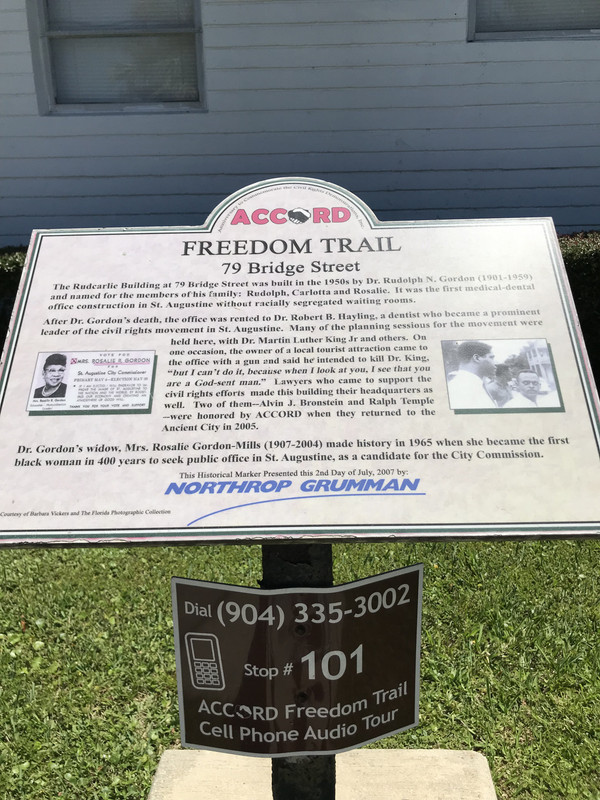 ACCORD
FREEDOM TRAIL
79 Bridge Street
The Rudcarlie Building at 79 Bridge Street was built in the 1950s by Dr. Rudolph N. Gordon (1901-1959)
and named for the members of his family: Rudolph, Carlotta and Rosalie. It was the first medical-dental
office construction in St. Augustine without racially segregated waiting rooms.
After Dr. Gordon's death, the office was rented to Dr. Robert B. Hayling, a dentist who became a prominent
leader of the civil rights movement in St. Augustine. Many of the planning sessions for the movement were
held here, with Dr. Martin Luther King Jr and others. On
one occasion, the owner of a local tourist attraction came to
the office with a gun and said he intended to kill Dr. King,
"but I can't do it, because when I look at you, I see that you
are a God-sent man." Lawyers who came to support the
civil rights efforts made this building their headquarters as
well. Two of them--Alvin J. Bronstein and Ralph Temple
--were honored by ACCORD when they returned to the
Ancient City in 2005.
VOTE FOR
MRS. ROSALIE R. GORDON
FOR
St. Augustine City Commissioner
THANK YOU FOR YOUR VOTE AND SUPPORT
Dr. Gordon's widow, Mrs. Rosalie Gordon-Mills (1907-2004) made history in 1965 when she became the first
black woman in 400 years to seek public office in St. Augustine, as a candidate for the City Commission.
This Historical Marker Presented this 2nd Day of July, 2007 by:
NORTHROP GRUMMAN
Courtesy of Barbara Vickers and The Florida Photographic Collection
Dial (904) 335-3002
Stop # 101
ACCORD Freedom Trail
Cell Phone Audio Tour